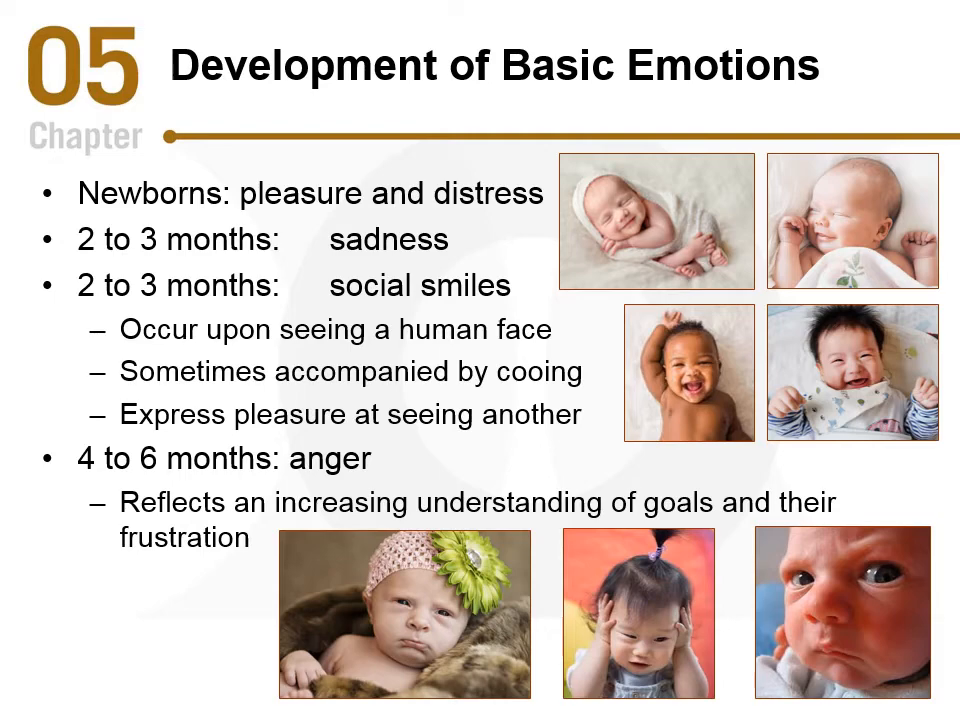 05
Chapter
Development of Basic Emotions
• Newborns: pleasure and distress
• 2 to 3 months: sadness
• 2 to 3 months: social smiles
– Occur upon seeing a human face
– Sometimes accompanied by cooing
– Express pleasure at seeing another
• 4 to 6 months: anger
– Reflects an increasing understanding of goals and their
frustration